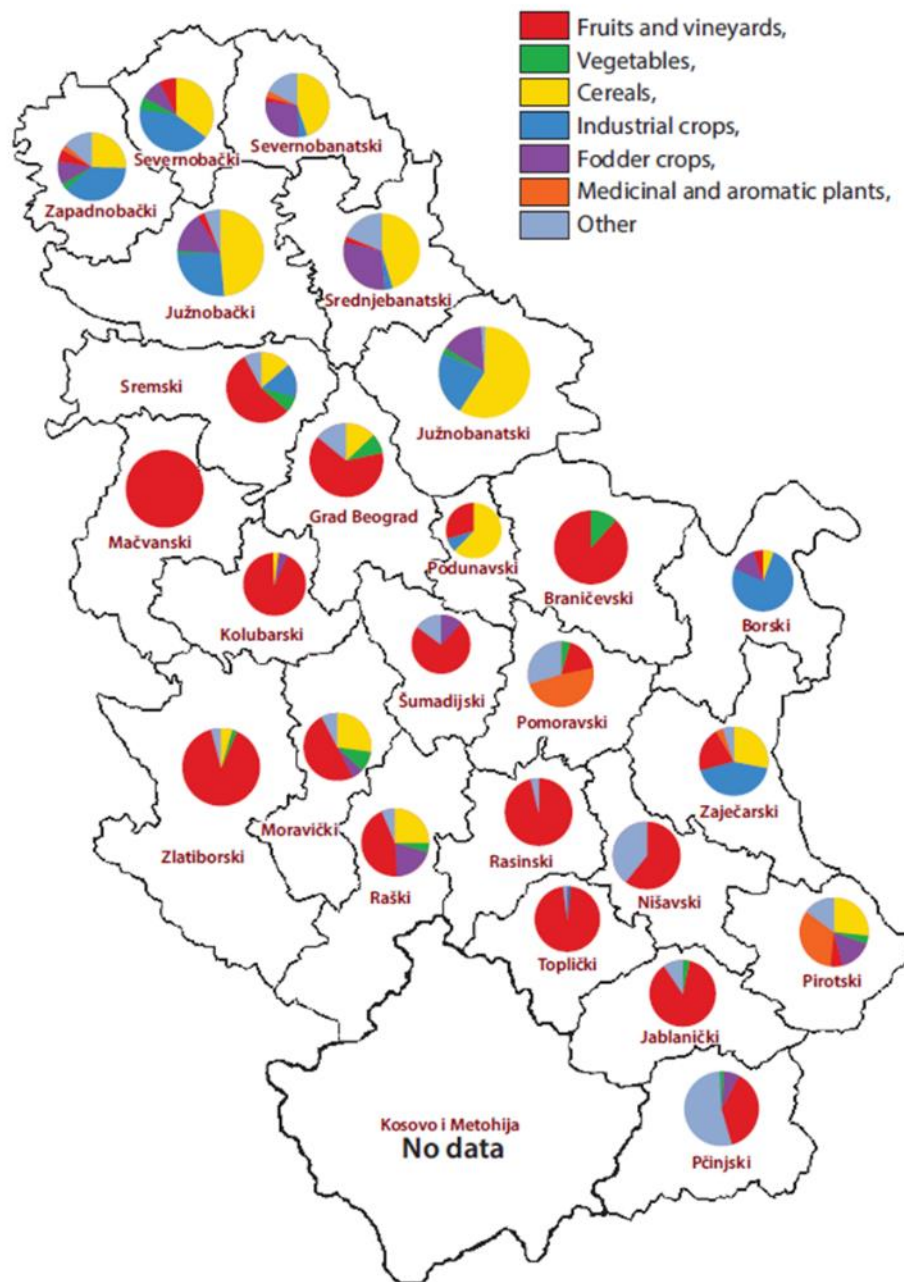 Fruits and vineyards,
Vegetables,
Cereals,
Industrial crops,
Fodder crops,
Medicinal and aromatic plants,
Other
Severnobački
Severnobanatski
Zapadnobački
Južnobački
Srednjebanatski
Sremski
Južnobanatski
Grad Beograd
Mačvanski
Podunavski
Braničevski
Kolubarski
Borski
Šumadijski
Pomoravski
Zaječarski
Moravički
Zlatiborski
Raški
Rasinski
Nišavski
Toplički
Pirotski
Jablanički
Kosovo i Metohija
No data
Pčinjski